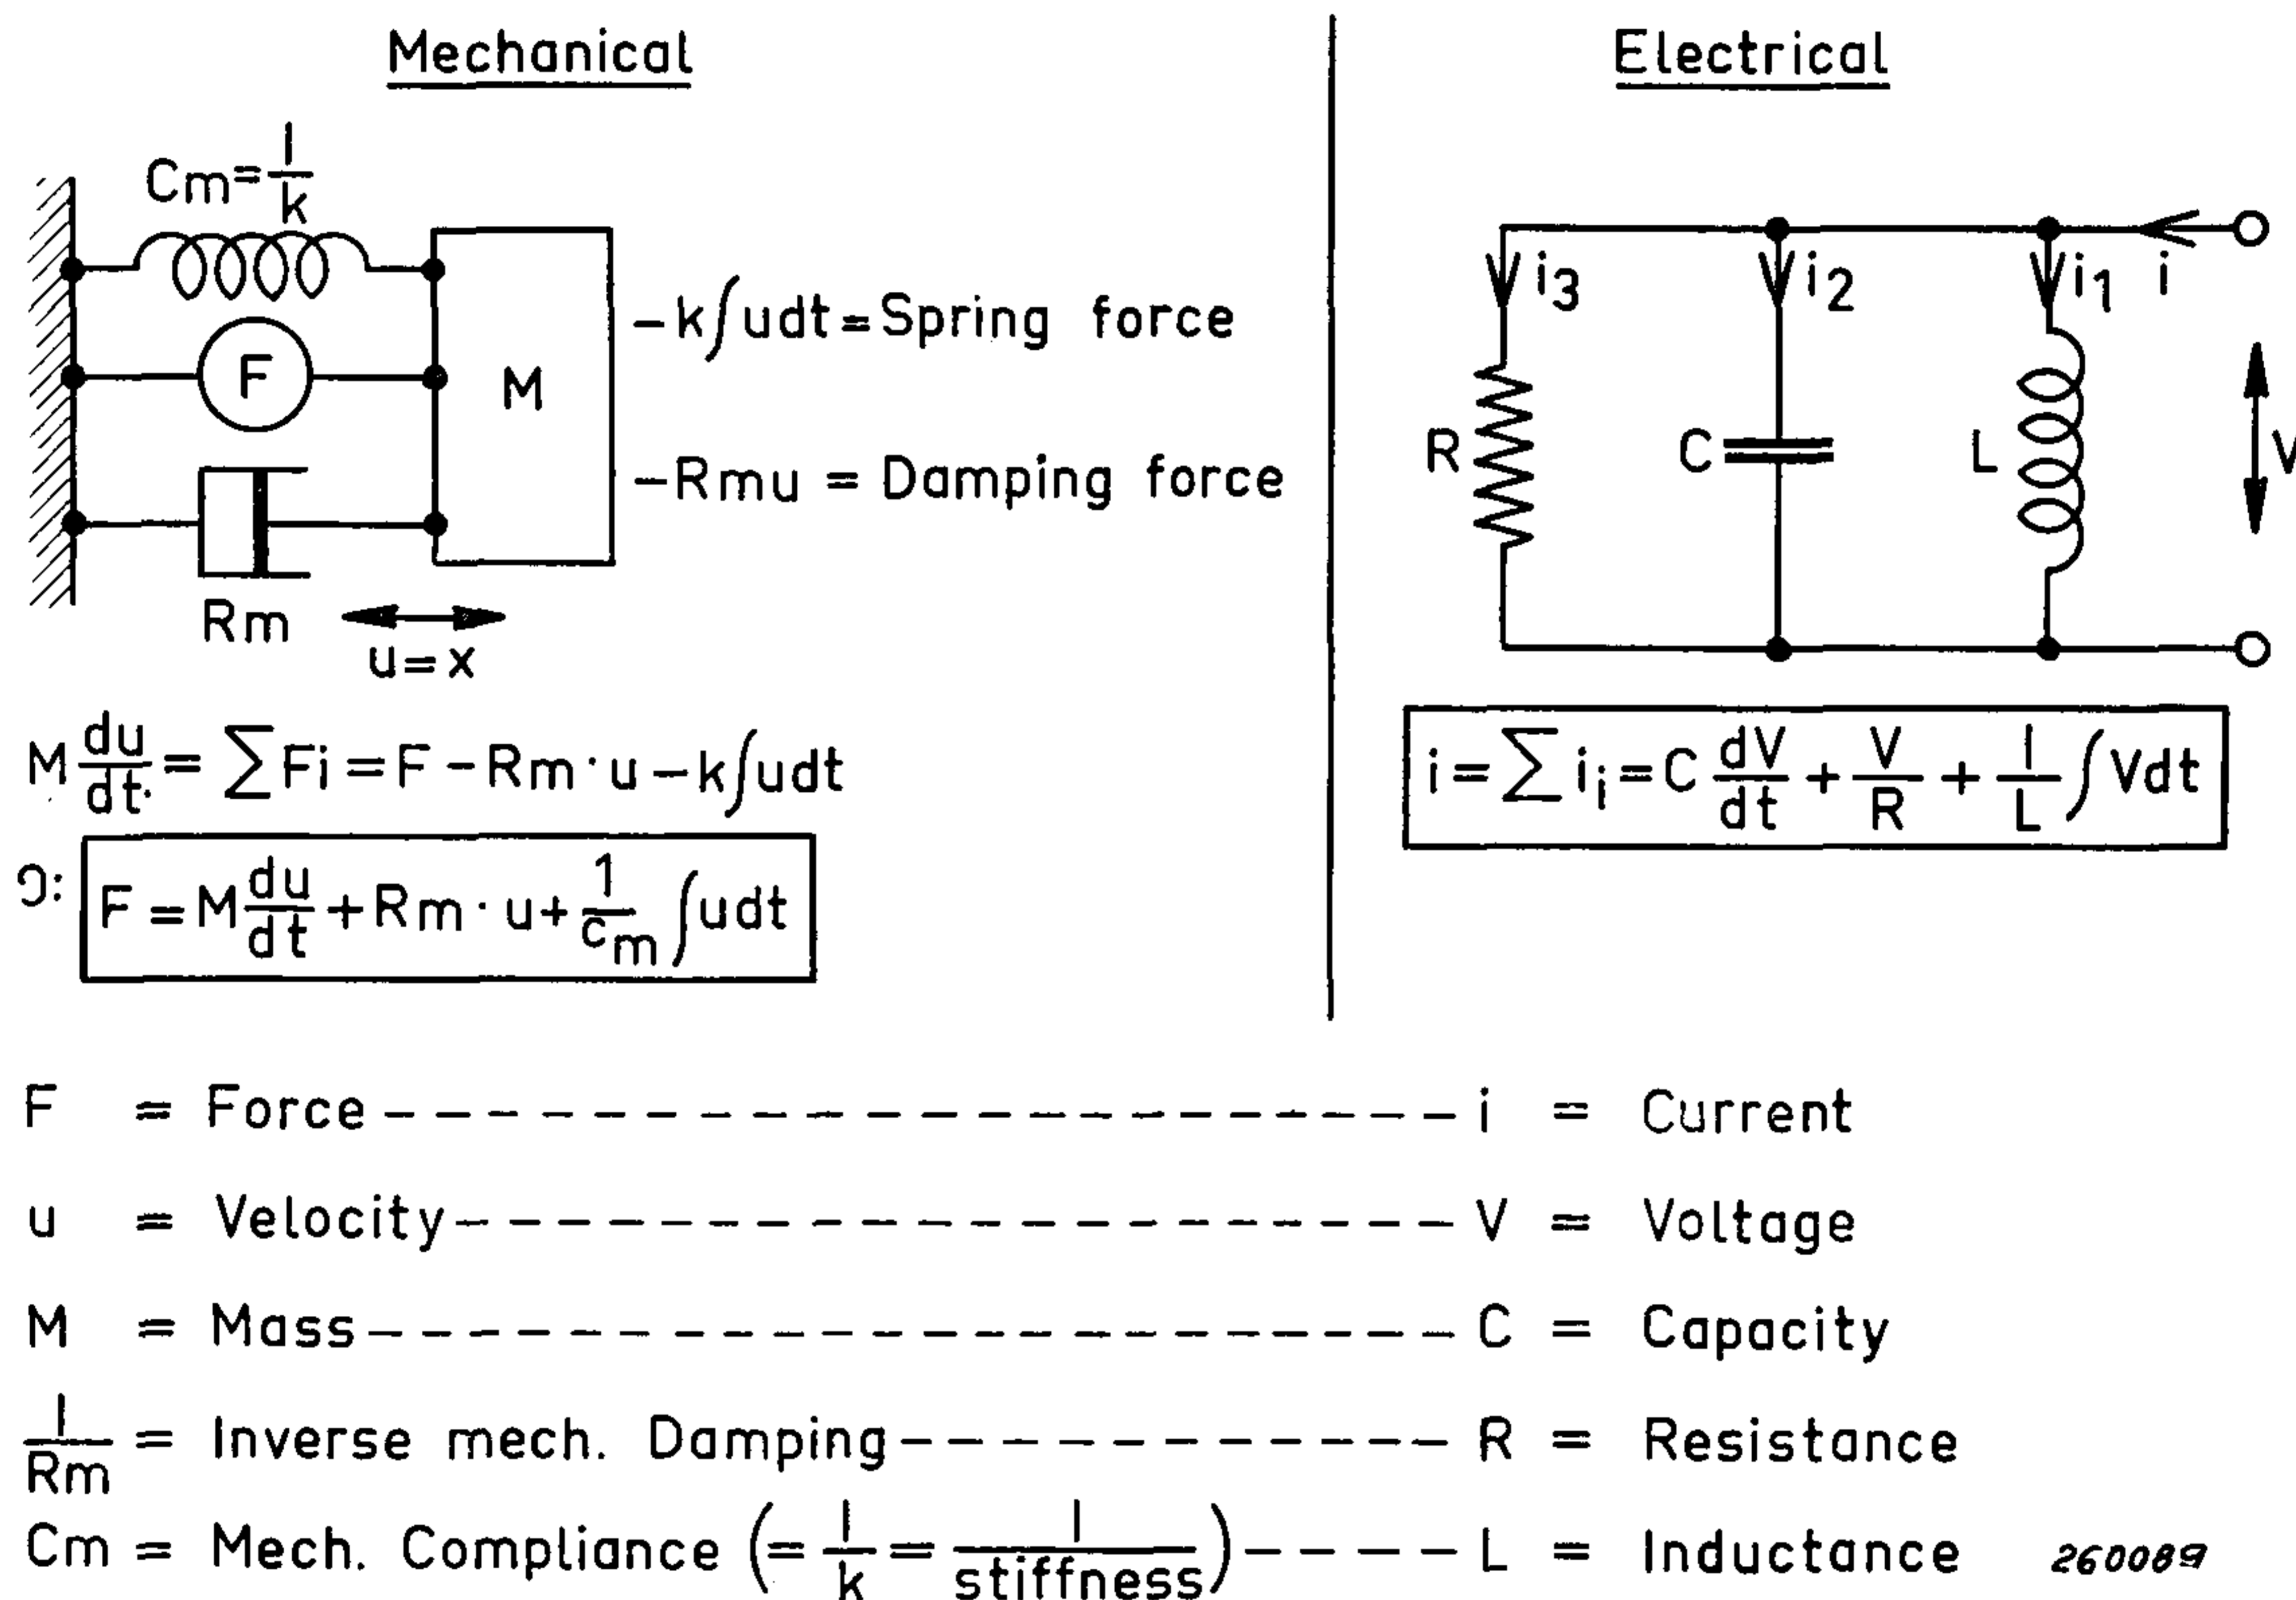 Mechanical
Cm=1/k
F
M
-k∫udt=Spring force
-Rmu = Damping force
Rm
u=x
M du/dt = ∑Fi=F-Rm·u-k∫udt
Ɔ: F=M du/dt +Rm·u+ 1/cm ∫udt
Electrical
i3 i2 i1 i
R C L V
i=∑ii=C dV/dt + V/R + 1/L ∫Vdt
F = Force ---- i = Current
u = Velocity ---- V = Voltage
M = Mass ---- C = Capacity
1/Rm = Inverse mech. Damping ---- R = Resistance
Cm = Mech. Compliance (= 1/k = 1/stiffness) ---- L = Inductance
260089